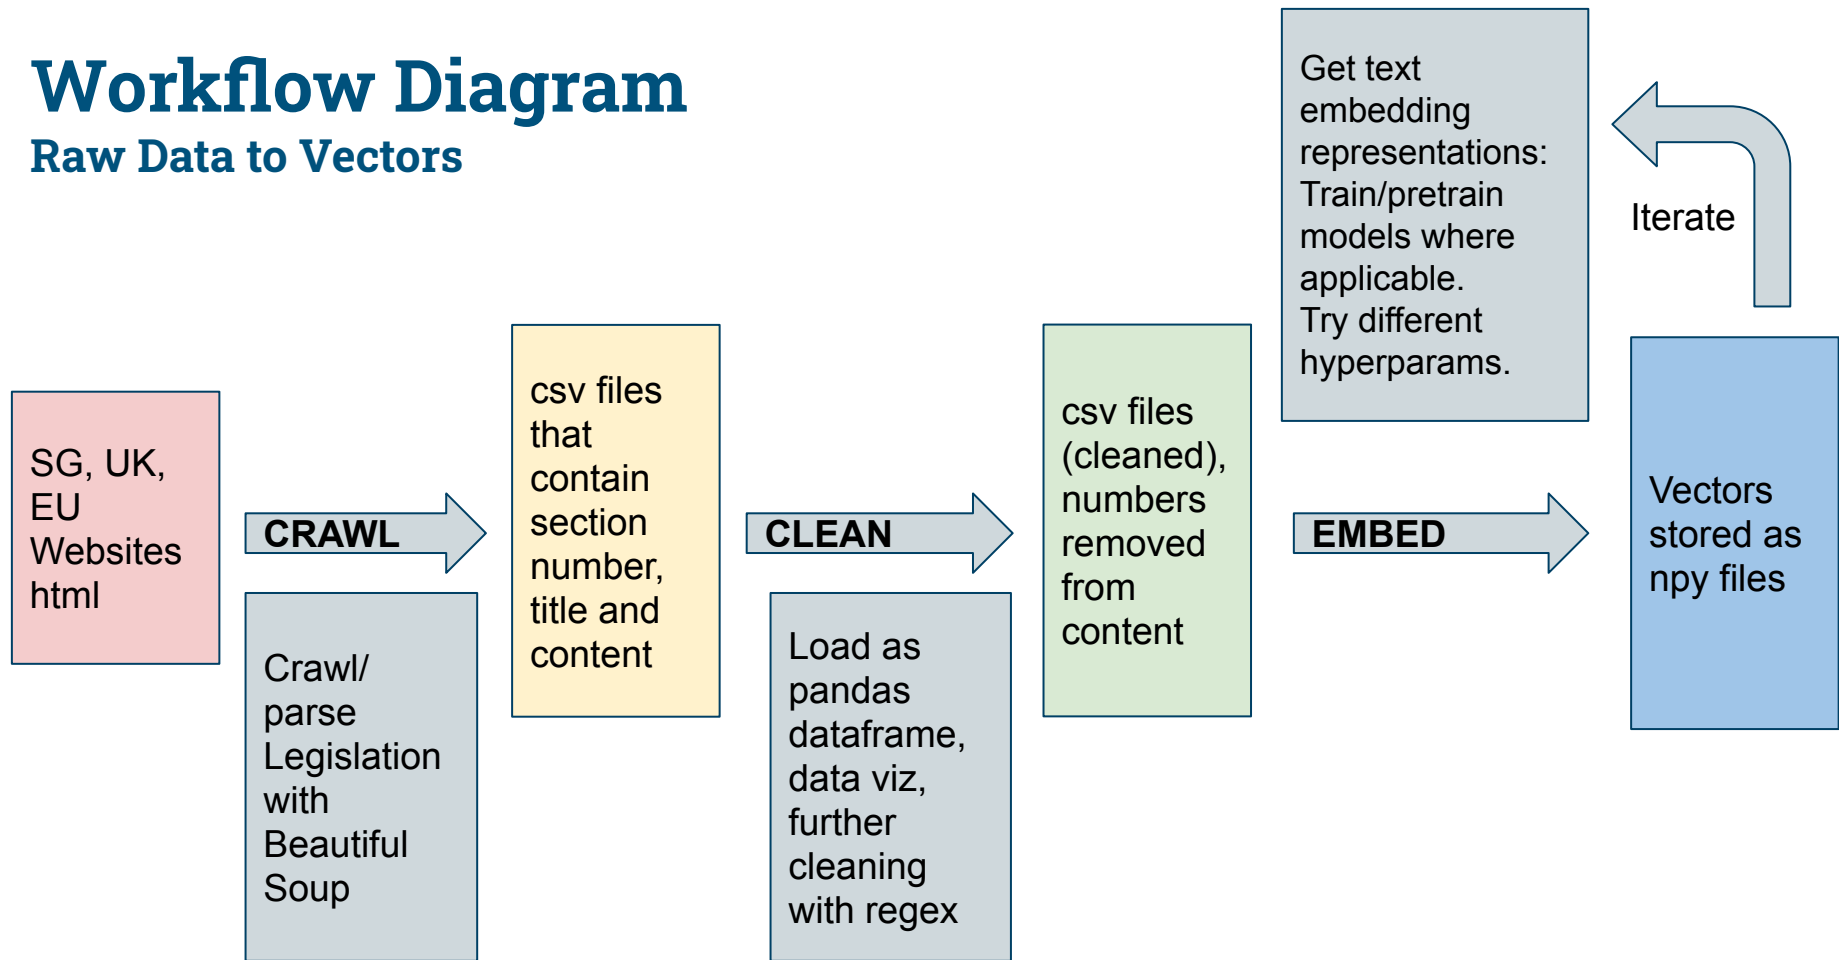 Workflow Diagram
Raw Data to Vectors
SG, UK,
EU
Websites
html
CRAWL
Crawl/
parse
Legislation
with
Beautiful
Soup
csv files
that
contain
section
number,
title and
content
CLEAN
Load as
pandas
dataframe,
data viz,
further
cleaning
with regex
csv files
(cleaned),
numbers
removed
from
content
EMBED
Get text
embedding
representations:
Train/pretrain
models where
applicable.
Try different
hyperparams.
Vectors
stored as
npy files
Iterate